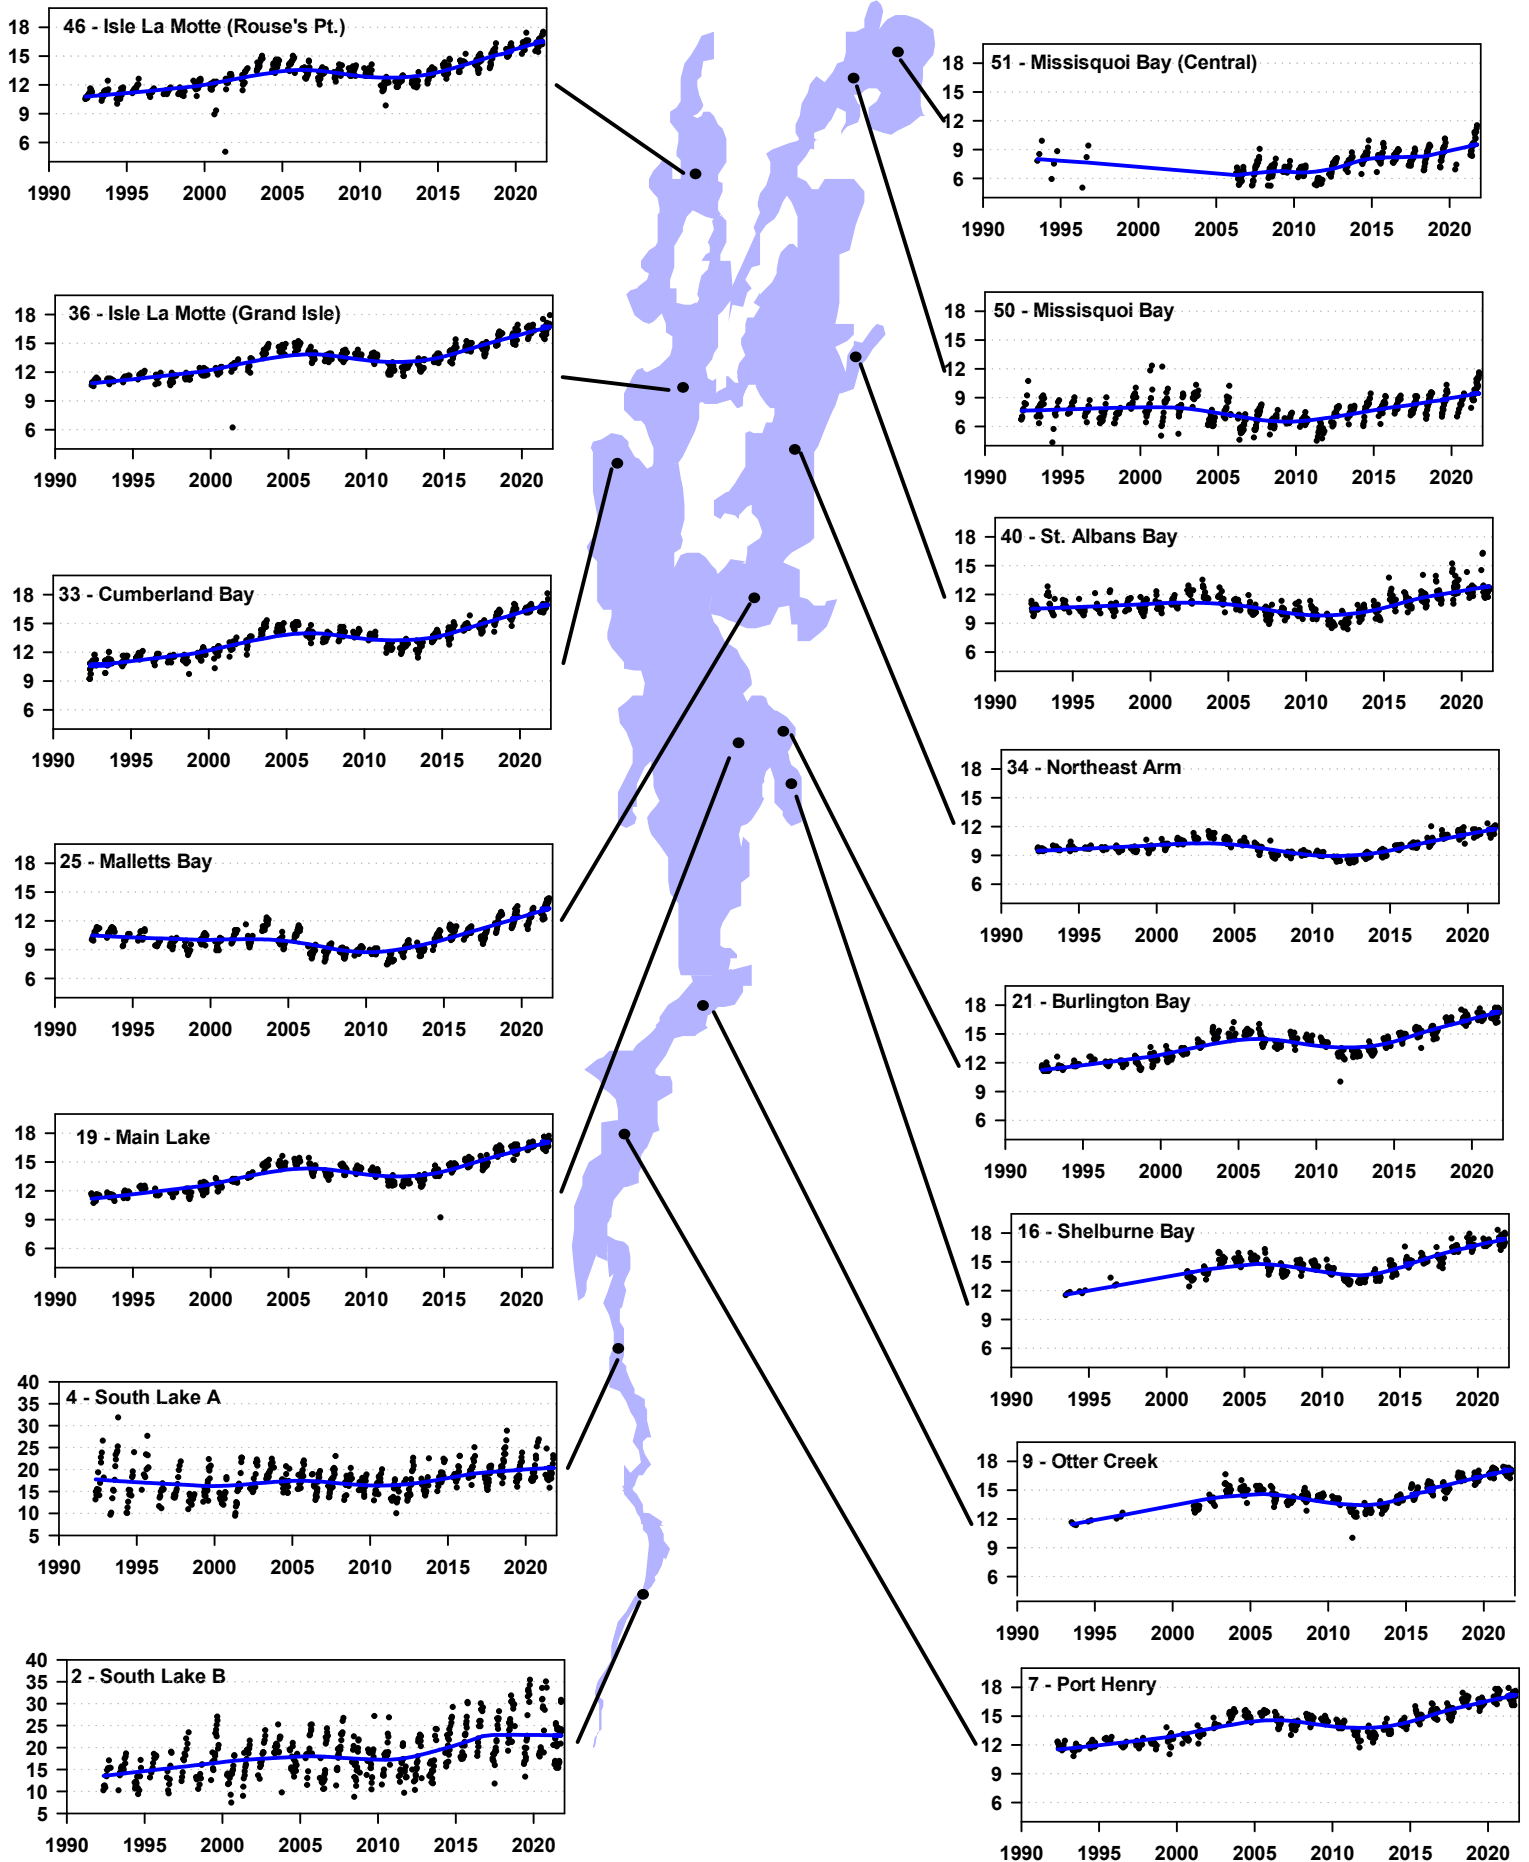 46 - Isle La Motte (Rouse's Pt.)
18
15
12
9
6
1990 1995 2000 2005 2010 2015 2020
51 - Missisquoi Bay (Central)
18
15
12
9
6
1990 1995 2000 2005 2010 2015 2020
36 - Isle La Motte (Grand Isle)
18
15
12
9
6
1990 1995 2000 2005 2010 2015 2020
50 - Missisquoi Bay
18
15
12
9
6
1990 1995 2000 2005 2010 2015 2020
33 - Cumberland Bay
18
15
12
9
6
1990 1995 2000 2005 2010 2015 2020
40 - St. Albans Bay
18
15
12
9
6
1990 1995 2000 2005 2010 2015 2020
34 - Northeast Arm
18
15
12
9
6
1990 1995 2000 2005 2010 2015 2020
25 - Malletts Bay
18
15
12
9
6
1990 1995 2000 2005 2010 2015 2020
21 - Burlington Bay
18
15
12
9
6
1990 1995 2000 2005 2010 2015 2020
19 - Main Lake
18
15
12
9
6
1990 1995 2000 2005 2010 2015 2020
16 - Shelburne Bay
18
15
12
9
6
1990 1995 2000 2005 2010 2015 2020
4 - South Lake A
40
35
30
25
20
15
10
5
1990 1995 2000 2005 2010 2015 2020
9 - Otter Creek
18
15
12
9
6
1990 1995 2000 2005 2010 2015 2020
2 - South Lake B
40
35
30
25
20
15
10
5
1990 1995 2000 2005 2010 2015 2020
7 - Port Henry
18
15
12
9
6
1990 1995 2000 2005 2010 2015 2020